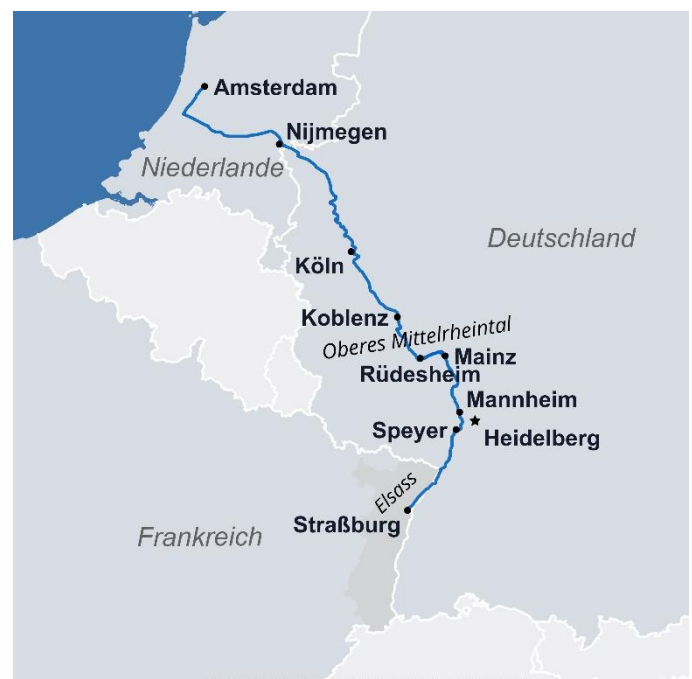 Amsterdam
Nijmegen
Niederlande
Deutschland
Köln
Koblenz
Oberes Mittelrheintal
Mainz
Rüdesheim
Mannheim
Speyer
Heidelberg
Elsass
Straßburg
Frankreich